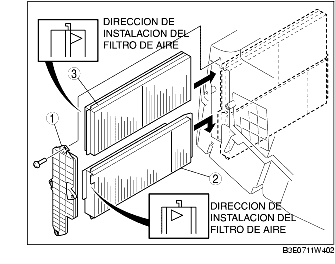 DIRECCION DE
INSTALACION DEL
FILTRO DE AIRE
3
1
2
DIRECCION DE
INSTALACION DEL
FILTRO DE AIRE
B3E0711W402